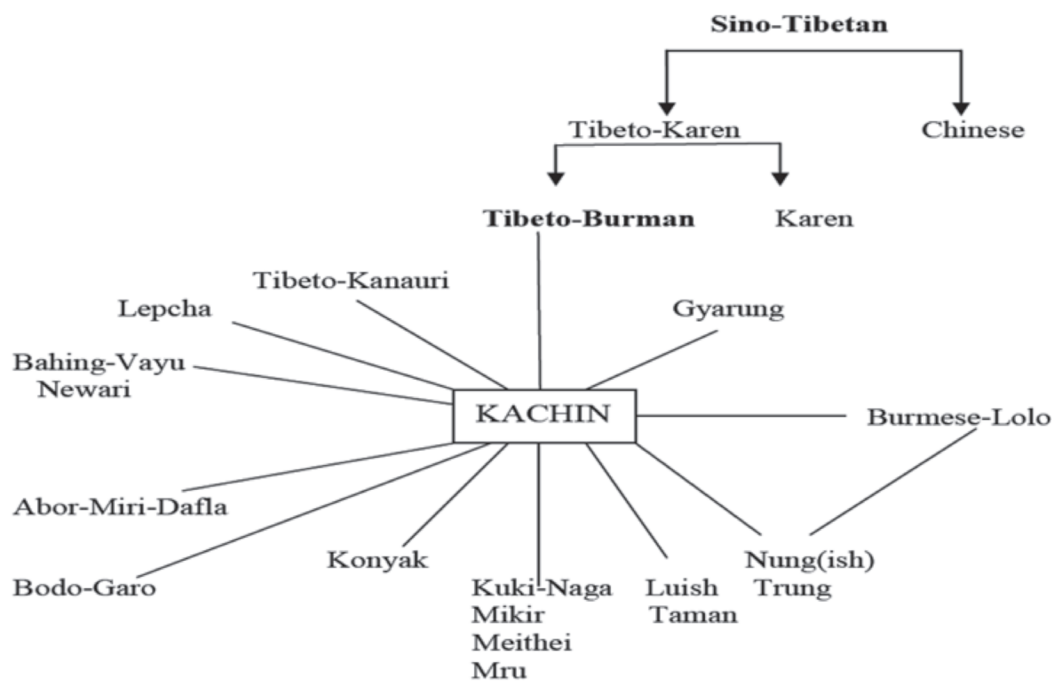 Sino-Tibetan
Tibeto-Karen
Chinese
Tibeto-Burman
Karen
Tibeto-Kanauri
Lepcha
Gyarung
Bahing-Vayu
Newari
KACHIN
Burmese-Lolo
Abor-Miri-Dafla
Bodo-Garo
Konyak
Kuki-Naga
Mikir
Meithei
Mru
Luish
Taman
Nung(ish)
Trung